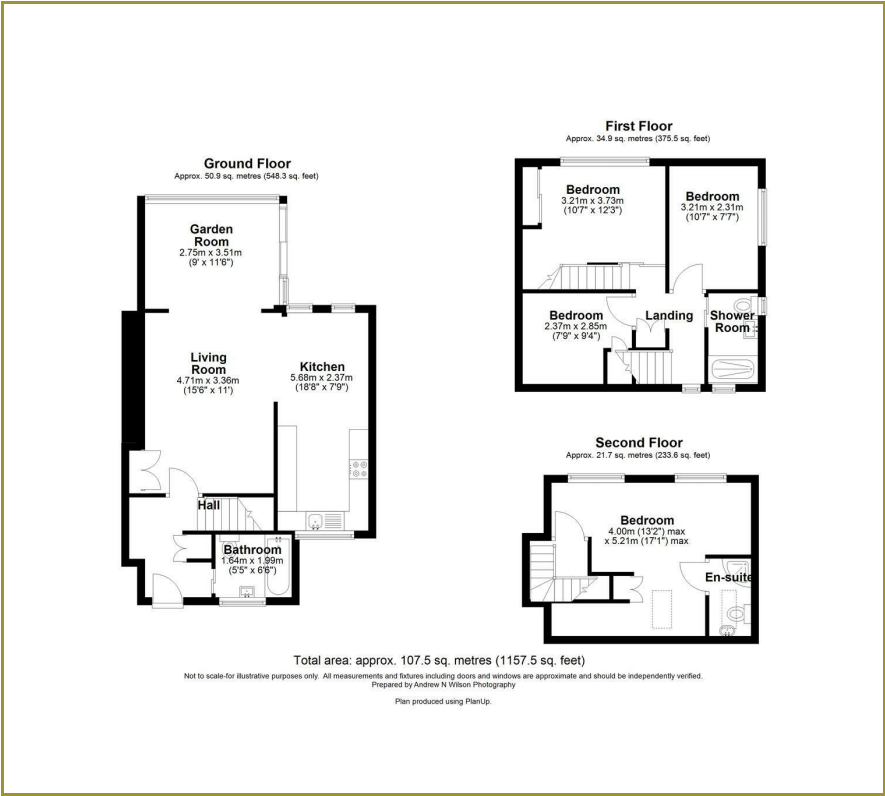 Ground Floor
Approx. 50.9 sq. metres (548.3 sq. feet)
Garden
Room
2.75m x 3.51m
(9' x 11'6")
Living
Room
4.71m x 3.36m
(15'6" x 11')
Kitchen
5.68m x 2.37m
(18'8" x 7'9")
Hall
Bathroom
1.64m x 1.99m
(5'5" x 6'6")
First Floor
Approx. 34.9 sq. metres (375.5 sq. feet)
Bedroom
3.21m x 3.73m
(10'7" x 12'3")
Bedroom
3.21m x 2.31m
(10'7" x 7'7")
Bedroom
2.37m x 2.85m
(7'9" x 9'4")
Landing
Shower
Room
Second Floor
Approx. 21.7 sq. metres (233.6 sq. feet)
Bedroom
4.00m (13'2") max
x 5.21m (17'1") max
En-suite
Total area: approx. 107.5 sq. metres (1157.5 sq. feet)
Not to scale-for illustrative purposes only. All measurements and fixtures including doors and windows are approximate and should be independently verified.
Prepared by Andrew N Wilson Photography
Plan produced using PlanUp.